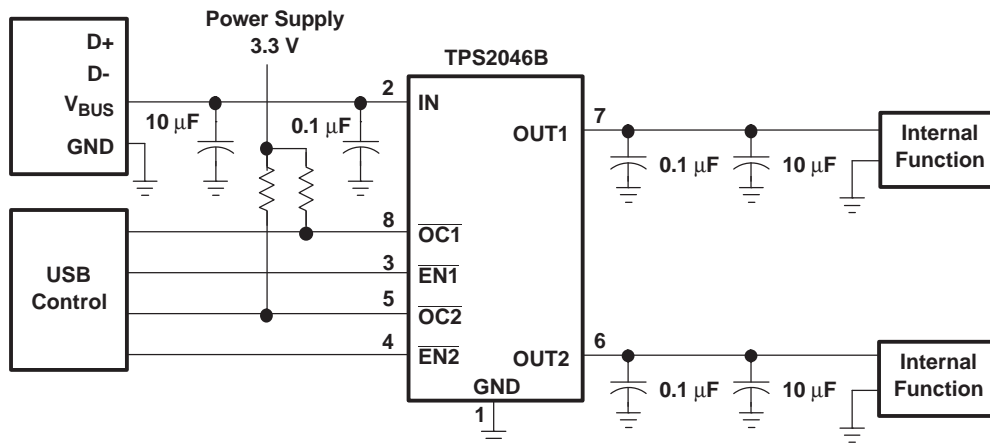 Power Supply
3.3 V
TPS2046B
D+
D-
VBUS
GND
10 μF
0.1 μF
2
IN
7
OUT1
0.1 μF
10 μF
Internal
Function
USB
Control
8
OC1
3
EN1
5
OC2
4
EN2
6
OUT2
0.1 μF
10 μF
Internal
Function
GND
1